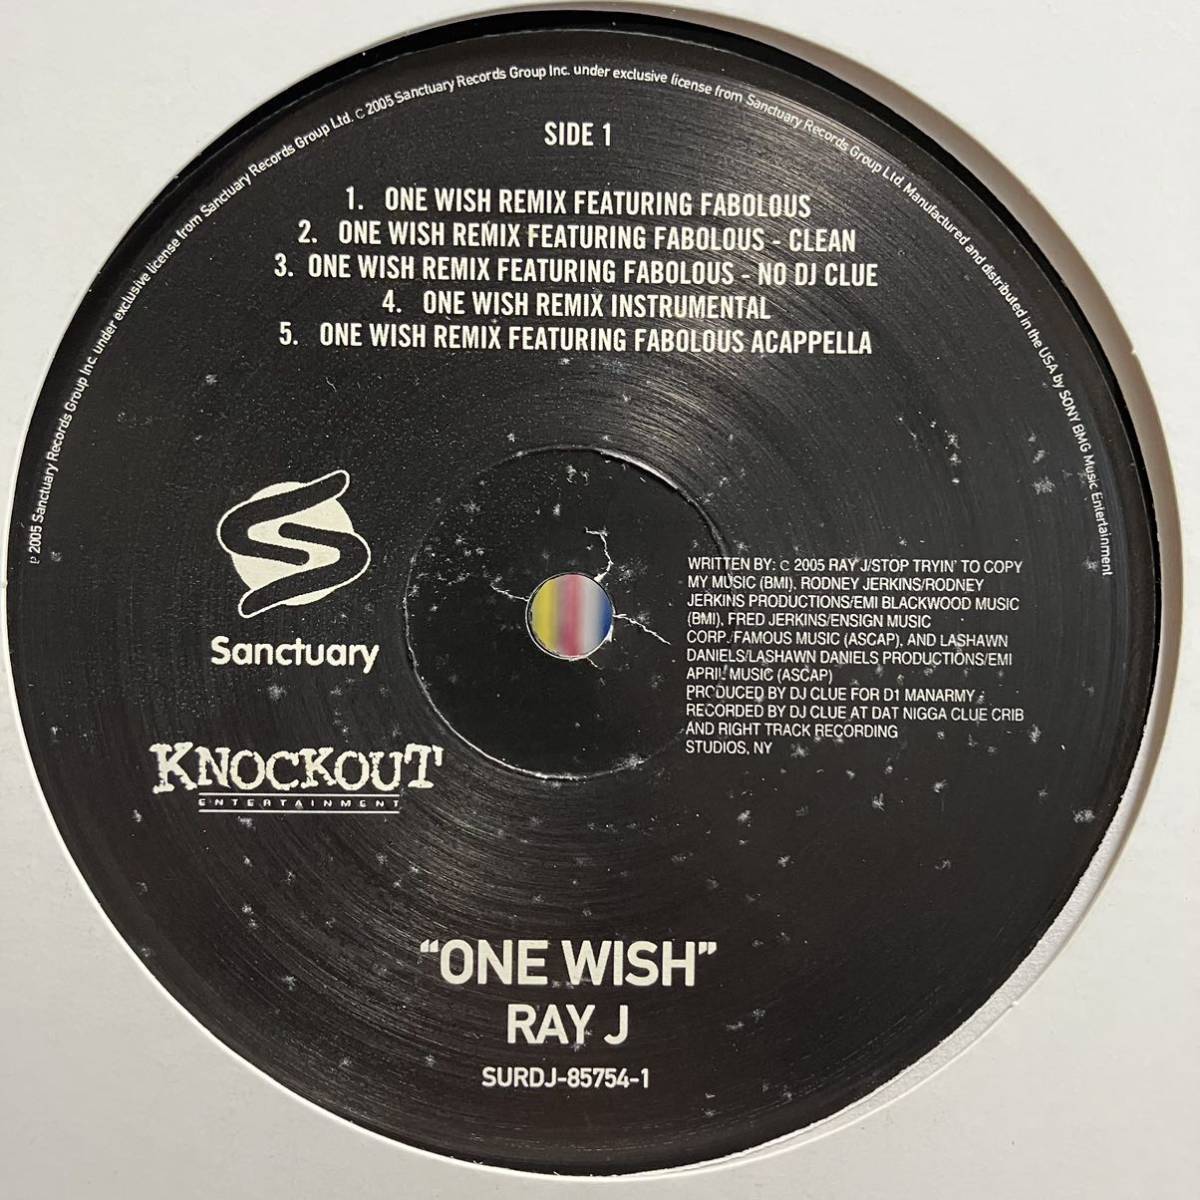 ℗ 2005 Sanctuary Records Group Inc. under exclusive license from Sanctuary Records Group Ltd. © 2005 Sanctuary Records Group Inc. under exclusive license from Sanctuary Records Group Ltd. Manufactured and distributed in the USA by SONY BMG Music Entertainment
SIDE 1
1. ONE WISH REMIX FEATURING FABOLOUS
2. ONE WISH REMIX FEATURING FABOLOUS - CLEAN
3. ONE WISH REMIX FEATURING FABOLOUS - NO DJ CLUE
4. ONE WISH REMIX INSTRUMENTAL
5. ONE WISH REMIX FEATURING FABOLOUS ACAPPELLA
Sanctuary
KNOCKOUT
ENTERTAINMENT
WRITTEN BY: © 2005 RAY J/STOP TRYIN' TO COPY
MY MUSIC (BMI), RODNEY JERKINS/RODNEY
JERKINS PRODUCTIONS/EMI BLACKWOOD MUSIC
(BMI), FRED JERKINS/ENSIGN MUSIC
CORP./FAMOUS MUSIC (ASCAP), AND LASHAWN
DANIELS/LASHAWN DANIELS PRODUCTIONS/EMI
APRIL MUSIC (ASCAP)
PRODUCED BY DJ CLUE FOR D1 MANARMY -
RECORDED BY DJ CLUE AT DAT NIGGA CLUE CRIB
AND RIGHT TRACK RECORDING
STUDIOS, NY
"ONE WISH"
RAY J
SURDJ-85754-1